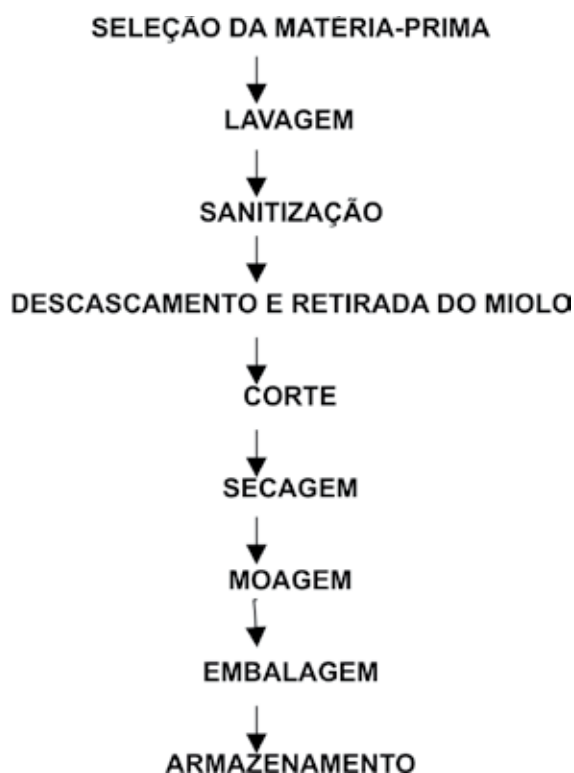 SELEÇÃO DA MATÉRIA-PRIMA
LAVAGEM
SANITIZAÇÃO
DESCASCAMENTO E RETIRADA DO MIOLO
CORTE
SECAGEM
MOAGEM
EMBALAGEM
ARMAZENAMENTO